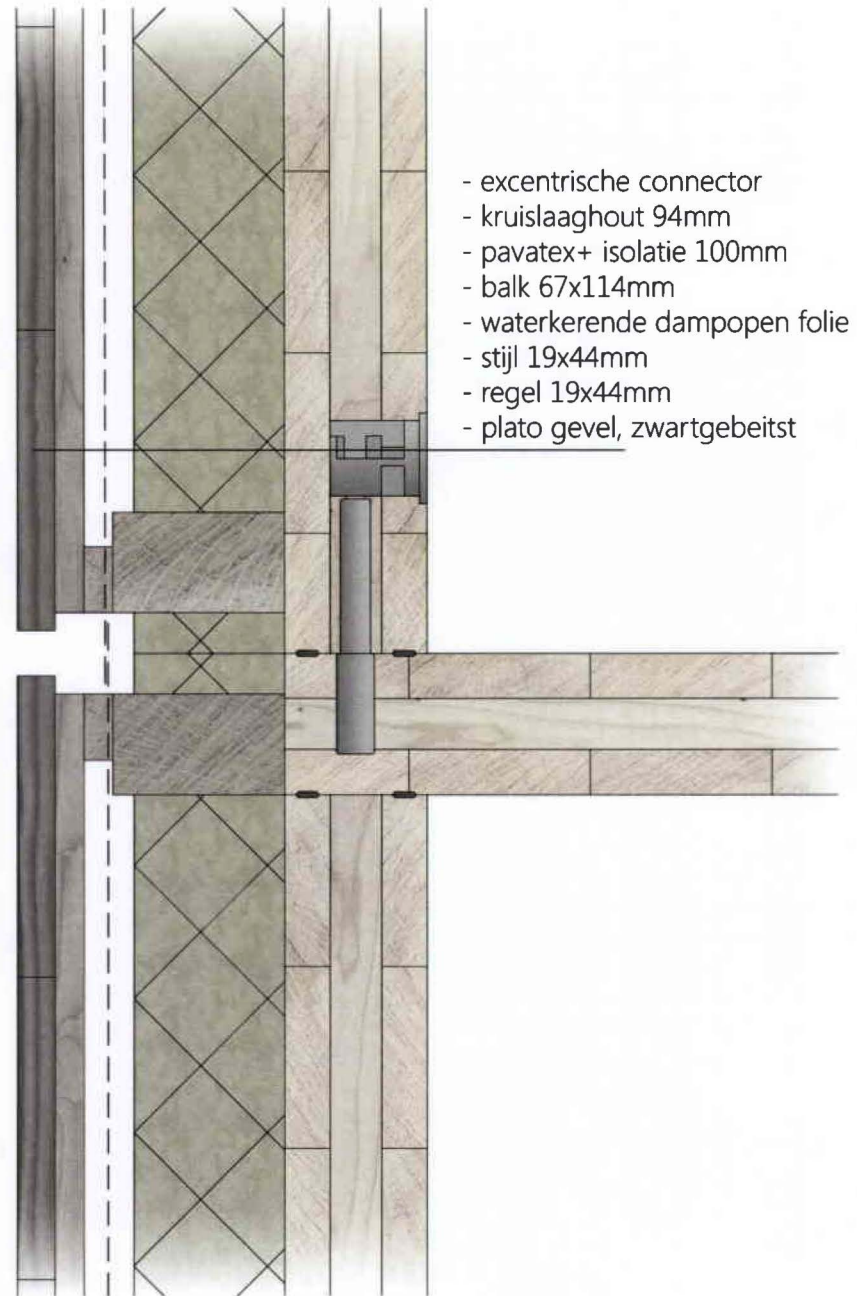 - excentrische connector
- kruislaaghout 94mm
- pavatex+ isolatie 100mm
- balk 67x114mm
- waterkerende dampopen folie
- stijl 19x44mm
- regel 19x44mm
- plato gevel, zwartgebeitst